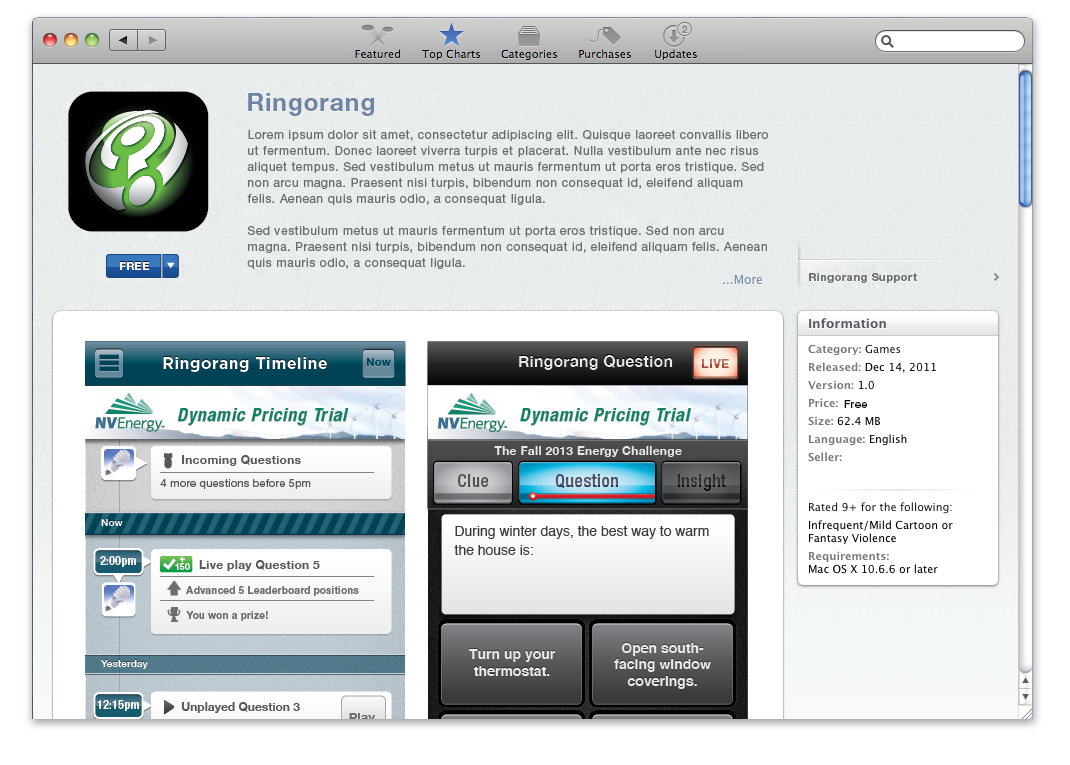 Featured
Top Charts
Categories
Purchases
Updates
2
Ringorang
Lorem ipsum dolor sit amet, consectetur adipiscing elit. Quisque laoreet convallis libero
ut fermentum. Donec laoreet viverra turpis et placerat. Nulla vestibulum ante nec risus
aliquet tempus. Sed vestibulum metus ut mauris fermentum ut porta eros tristique. Sed
non arcu magna. Praesent nisi turpis, bibendum non consequat id, eleifend aliquam
felis. Aenean quis mauris odio, a consequat ligula.
Sed vestibulum metus ut mauris fermentum ut porta eros tristique. Sed non arcu
magna. Praesent nisi turpis, bibendum non consequat id, eleifend aliquam felis. Aenean
quis mauris odio, a consequat ligula.
...More
FREE
Ringorang Support
Ringorang Timeline
Now
NVEnergy.
Dynamic Pricing Trial
Incoming Questions
4 more questions before 5pm
Now
2:00pm
+150
Live play Question 5
Advanced 5 Leaderboard positions
You won a prize!
Yesterday
12:15pm
Unplayed Question 3
Play
Ringorang Question
LIVE
NVEnergy.
Dynamic Pricing Trial
The Fall 2013 Energy Challenge
Clue
Question
Insight
During winter days, the best way to warm
the house is:
Turn up your
thermostat.
Open south-
facing window
coverings.
Information
Category: Games
Released: Dec 14, 2011
Version: 1.0
Price: Free
Size: 62.4 MB
Language: English
Seller:
Rated 9+ for the following:
Infrequent/Mild Cartoon or
Fantasy Violence
Requirements:
Mac OS X 10.6.6 or later